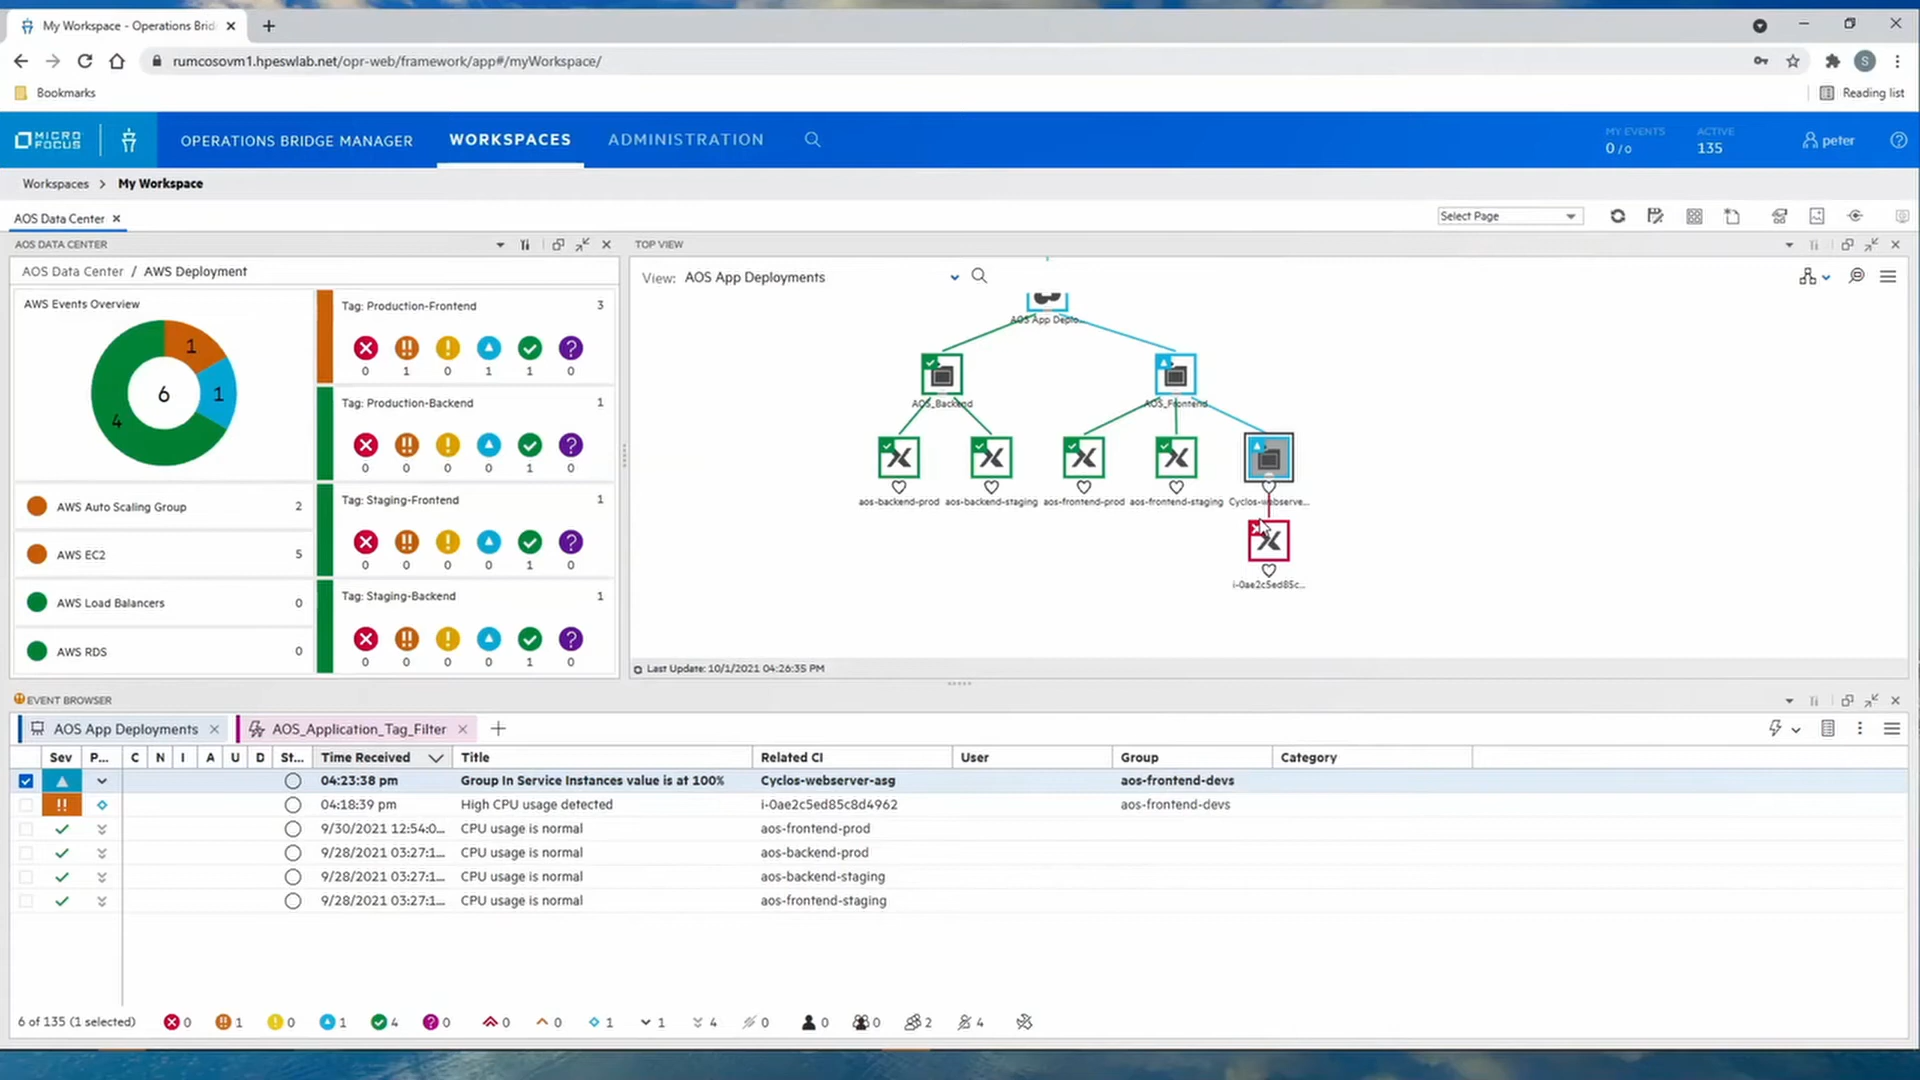 My Workspace - Operations Brid
rumcosovm1.hpeswlab.net/opr-web/framework/app#/myWorkspace/
S
Bookmarks
Reading list
MICRO FOCUS
OPERATIONS BRIDGE MANAGER
WORKSPACES
ADMINISTRATION
MY EVENTS
0 / 0
ACTIVE
135
peter
Workspaces > My Workspace
AOS Data Center
Select Page
AOS DATA CENTER
AOS Data Center / AWS Deployment
AWS Events Overview
1
1
4
6
AWS Auto Scaling Group 2
AWS EC2 5
AWS Load Balancers 0
AWS RDS 0
Tag: Production-Frontend 3
0 1 0 1 1 0
Tag: Production-Backend 1
0 0 0 0 1 0
Tag: Staging-Frontend 1
0 0 0 0 1 0
Tag: Staging-Backend 1
0 0 0 0 1 0
TOP VIEW
View: AOS App Deployments
AOS App Deplo...
AOS_Backend
AOS_Frontend
aos-backend-prod
aos-backend-staging
aos-frontend-prod
aos-frontend-staging
Cyclos-webserve...
i-0ae2c5ed85c...
Last Update: 10/1/2021 04:26:35 PM
EVENT BROWSER
AOS App Deployments
AOS_Application_Tag_Filter
Sev P... C N I A U D St... Time Received Title Related CI User Group Category
04:23:38 pm Group In Service Instances value is at 100% Cyclos-webserver-asg aos-frontend-devs
04:18:39 pm High CPU usage detected i-0ae2c5ed85c8d4962 aos-frontend-devs
9/30/2021 12:54:0... CPU usage is normal aos-frontend-prod
9/28/2021 03:27:1... CPU usage is normal aos-backend-prod
9/28/2021 03:27:1... CPU usage is normal aos-backend-staging
9/28/2021 03:27:1... CPU usage is normal aos-frontend-staging
6 of 135 (1 selected) 0 1 0 1 4 0 0 0 1 1 4 0 0 0 2 4